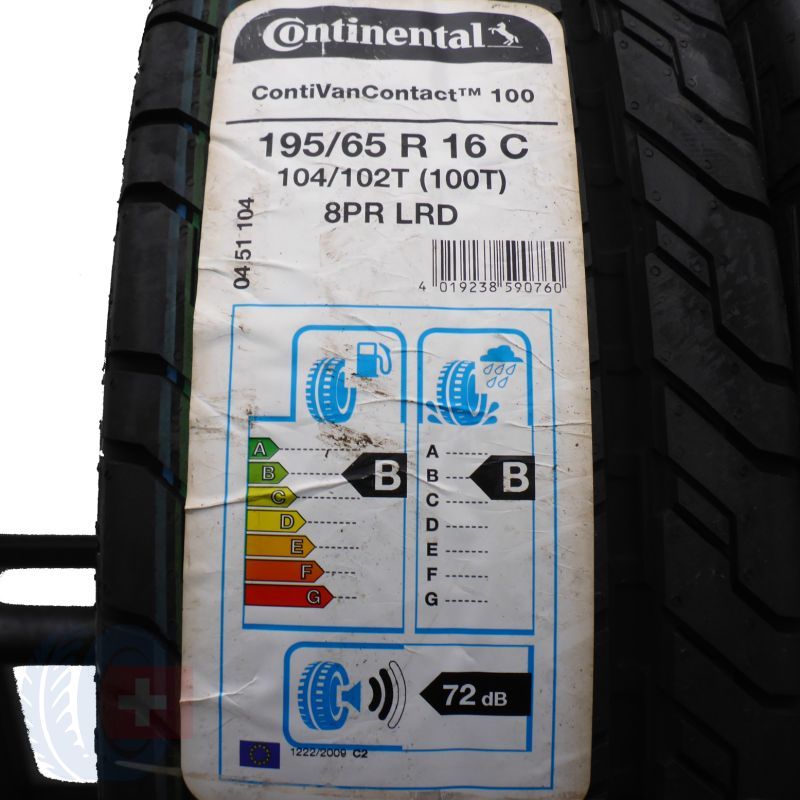 Continental
ContiVanContact™ 100
195/65 R 16 C
104/102T (100T)
8PR LRD
04 51 104
4 019238 590760
A
B
C
D
E
F
G
B
A
B
C
D
E
F
G
B
72 dB
1222/2009 C2